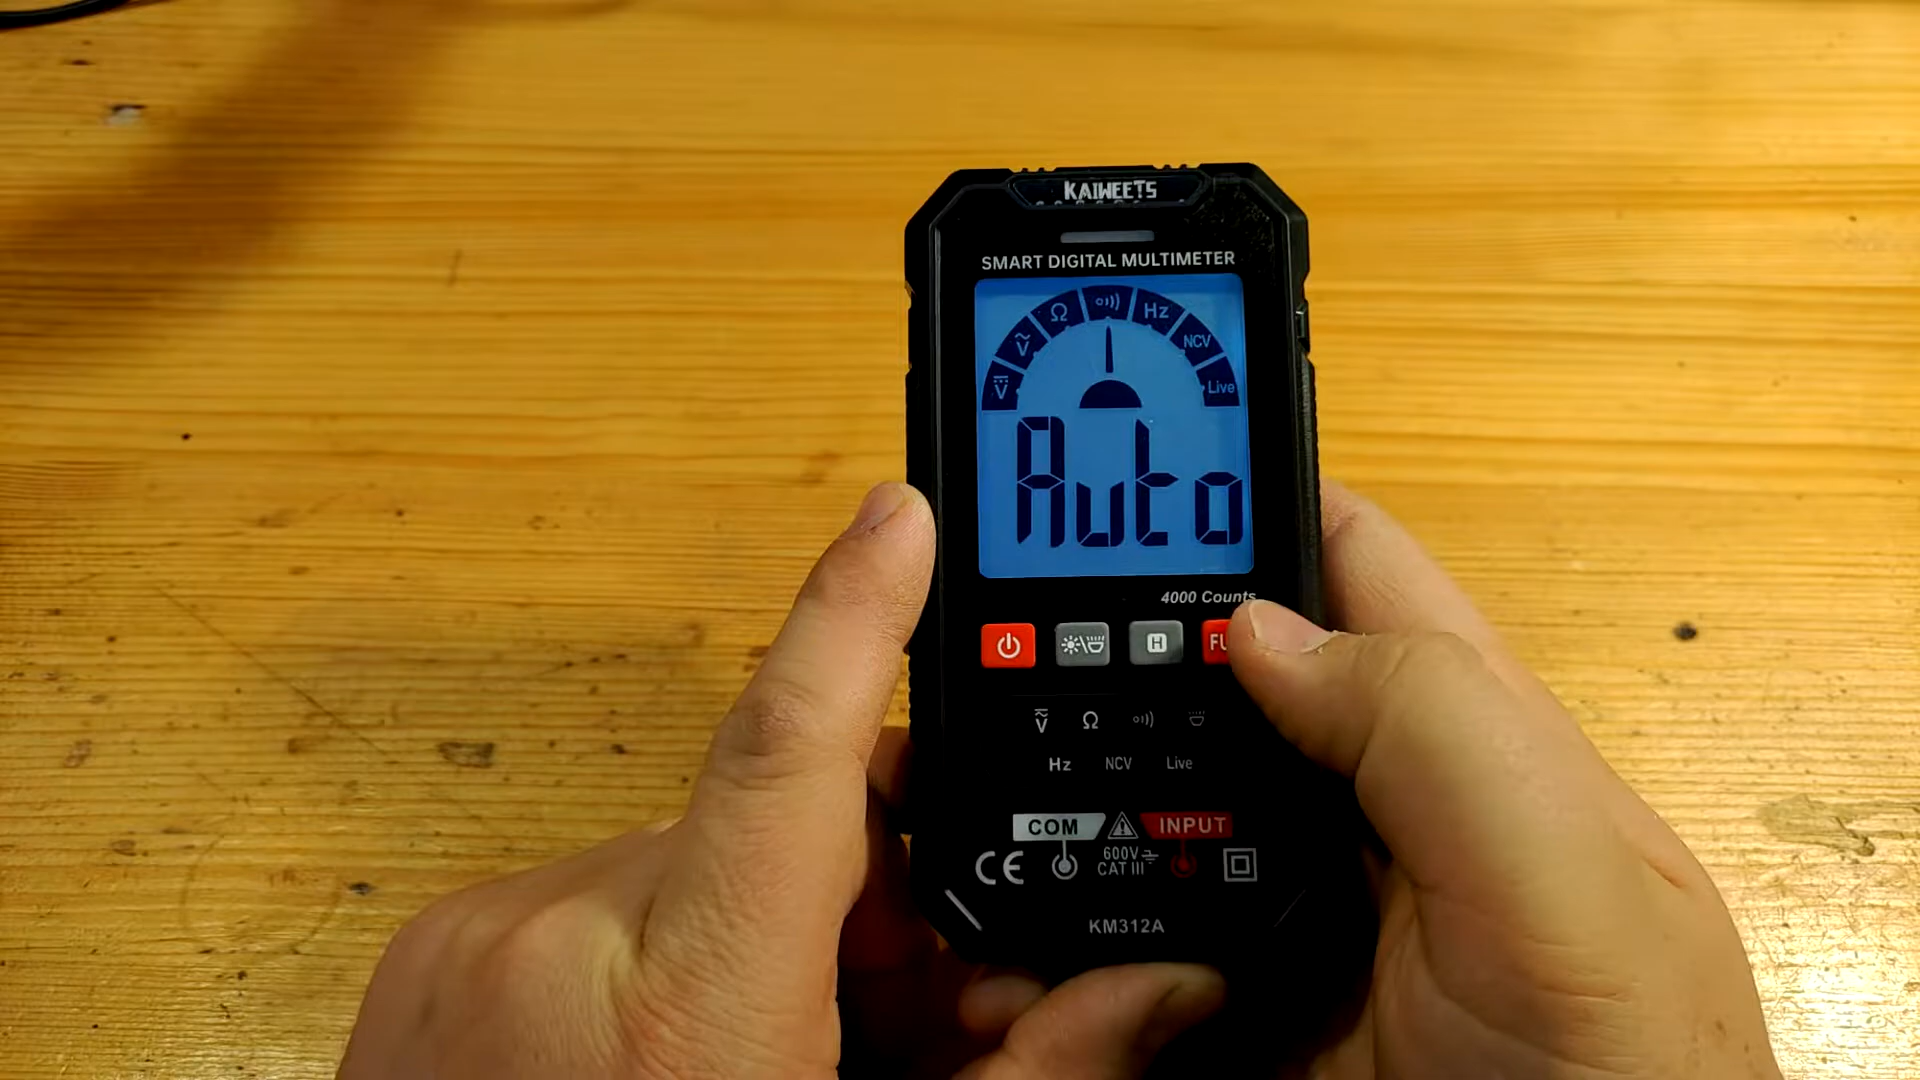 KAIWEETS
SMART DIGITAL MULTIMETER
V Ṽ Ω Hz NCV Live
Auto
4000 Counts
H FU
V Ω
Hz NCV Live
COM INPUT
CE 600V CAT III
KM312A